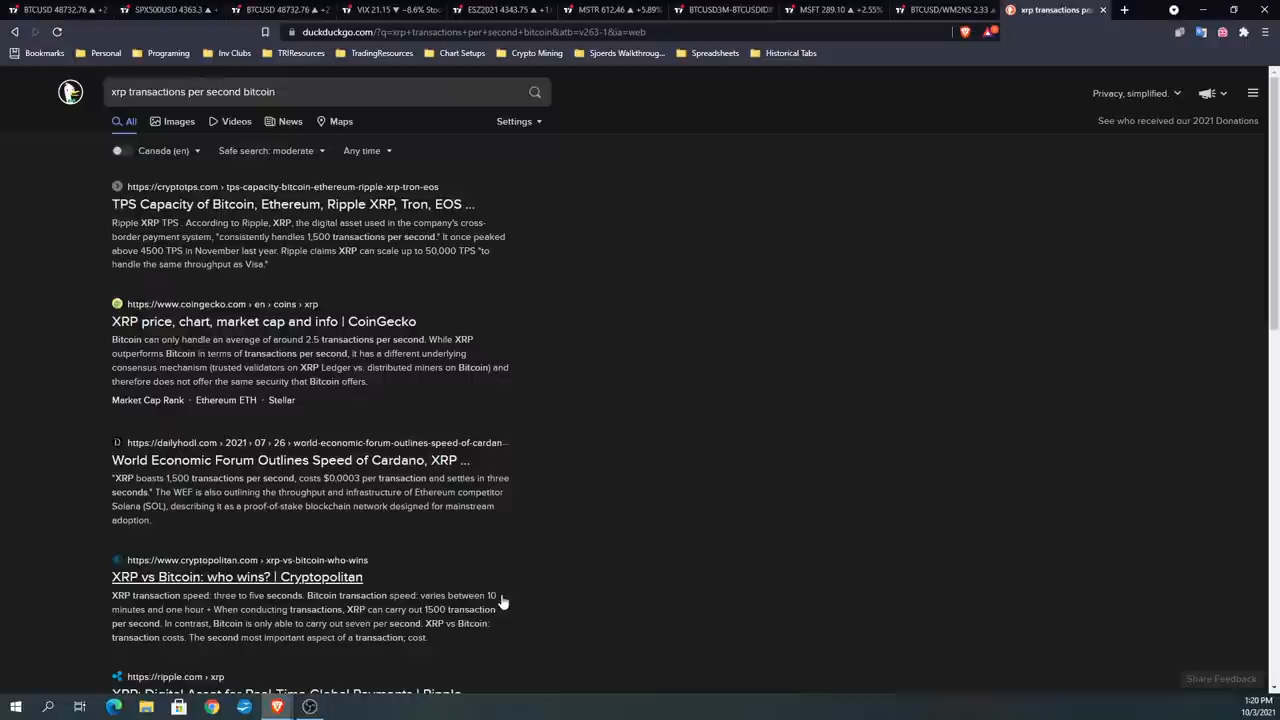 BTCUSD 48732,76 ▲ +2
SPX500USD 4363.3 ▲ +
BTCUSD 48732,76 ▲ +2
VIX 21.15 ▼ −8.6% Sto
ESZ2021 4343.75 ▲ +1.
MSTR 612,46 ▲ +5,89%
BTCUSD3M-BTCUSDIDI
MSFT 289.10 ▲ +2.55%
BTCUSD/WM2NS 2.33
xrp transactions per s
duckduckgo.com/?q=xrp+transactions+per+second+bitcoin&atb=v263-1&ia=web
Bookmarks Personal Programing Inv Clubs TRIResources TradingResources Chart Setups Crypto Mining Sjoerds Walkthroug... Spreadsheets Historical Tabs
xrp transactions per second bitcoin
Privacy, simplified.
All Images Videos News Maps Settings
See who received our 2021 Donations
Canada (en) Safe search: moderate Any time
https://cryptotps.com › tps-capacity-bitcoin-ethereum-ripple-xrp-tron-eos
TPS Capacity of Bitcoin, Ethereum, Ripple XRP, Tron, EOS ...
Ripple XRP TPS . According to Ripple, XRP, the digital asset used in the company's cross-
border payment system, "consistently handles 1,500 transactions per second." It once peaked
above 4500 TPS in November last year. Ripple claims XRP can scale up to 50,000 TPS "to
handle the same throughput as Visa."
https://www.coingecko.com › en › coins › xrp
XRP price, chart, market cap and info | CoinGecko
Bitcoin can only handle an average of around 2.5 transactions per second. While XRP
outperforms Bitcoin in terms of transactions per second, it has a different underlying
consensus mechanism (trusted validators on XRP Ledger vs. distributed miners on Bitcoin) and
therefore does not offer the same security that Bitcoin offers.
Market Cap Rank · Ethereum ETH · Stellar
https://dailyhodl.com › 2021 › 07 › 26 › world-economic-forum-outlines-speed-of-cardan...
World Economic Forum Outlines Speed of Cardano, XRP ...
"XRP boasts 1,500 transactions per second, costs $0.0003 per transaction and settles in three
seconds." The WEF is also outlining the throughput and infrastructure of Ethereum competitor
Solana (SOL), describing it as a proof-of-stake blockchain network designed for mainstream
adoption.
https://www.cryptopolitan.com › xrp-vs-bitcoin-who-wins
XRP vs Bitcoin: who wins? | Cryptopolitan
XRP transaction speed: three to five seconds. Bitcoin transaction speed: varies between 10
minutes and one hour + When conducting transactions, XRP can carry out 1500 transaction
per second. In contrast, Bitcoin is only able to carry out seven per second. XRP vs Bitcoin:
transaction costs. The second most important aspect of a transaction; cost.
https://ripple.com › xrp
XRP: Digital Asset for Real-Time Global Payments | Ripple
Share Feedback
1:20 PM
10/3/2021